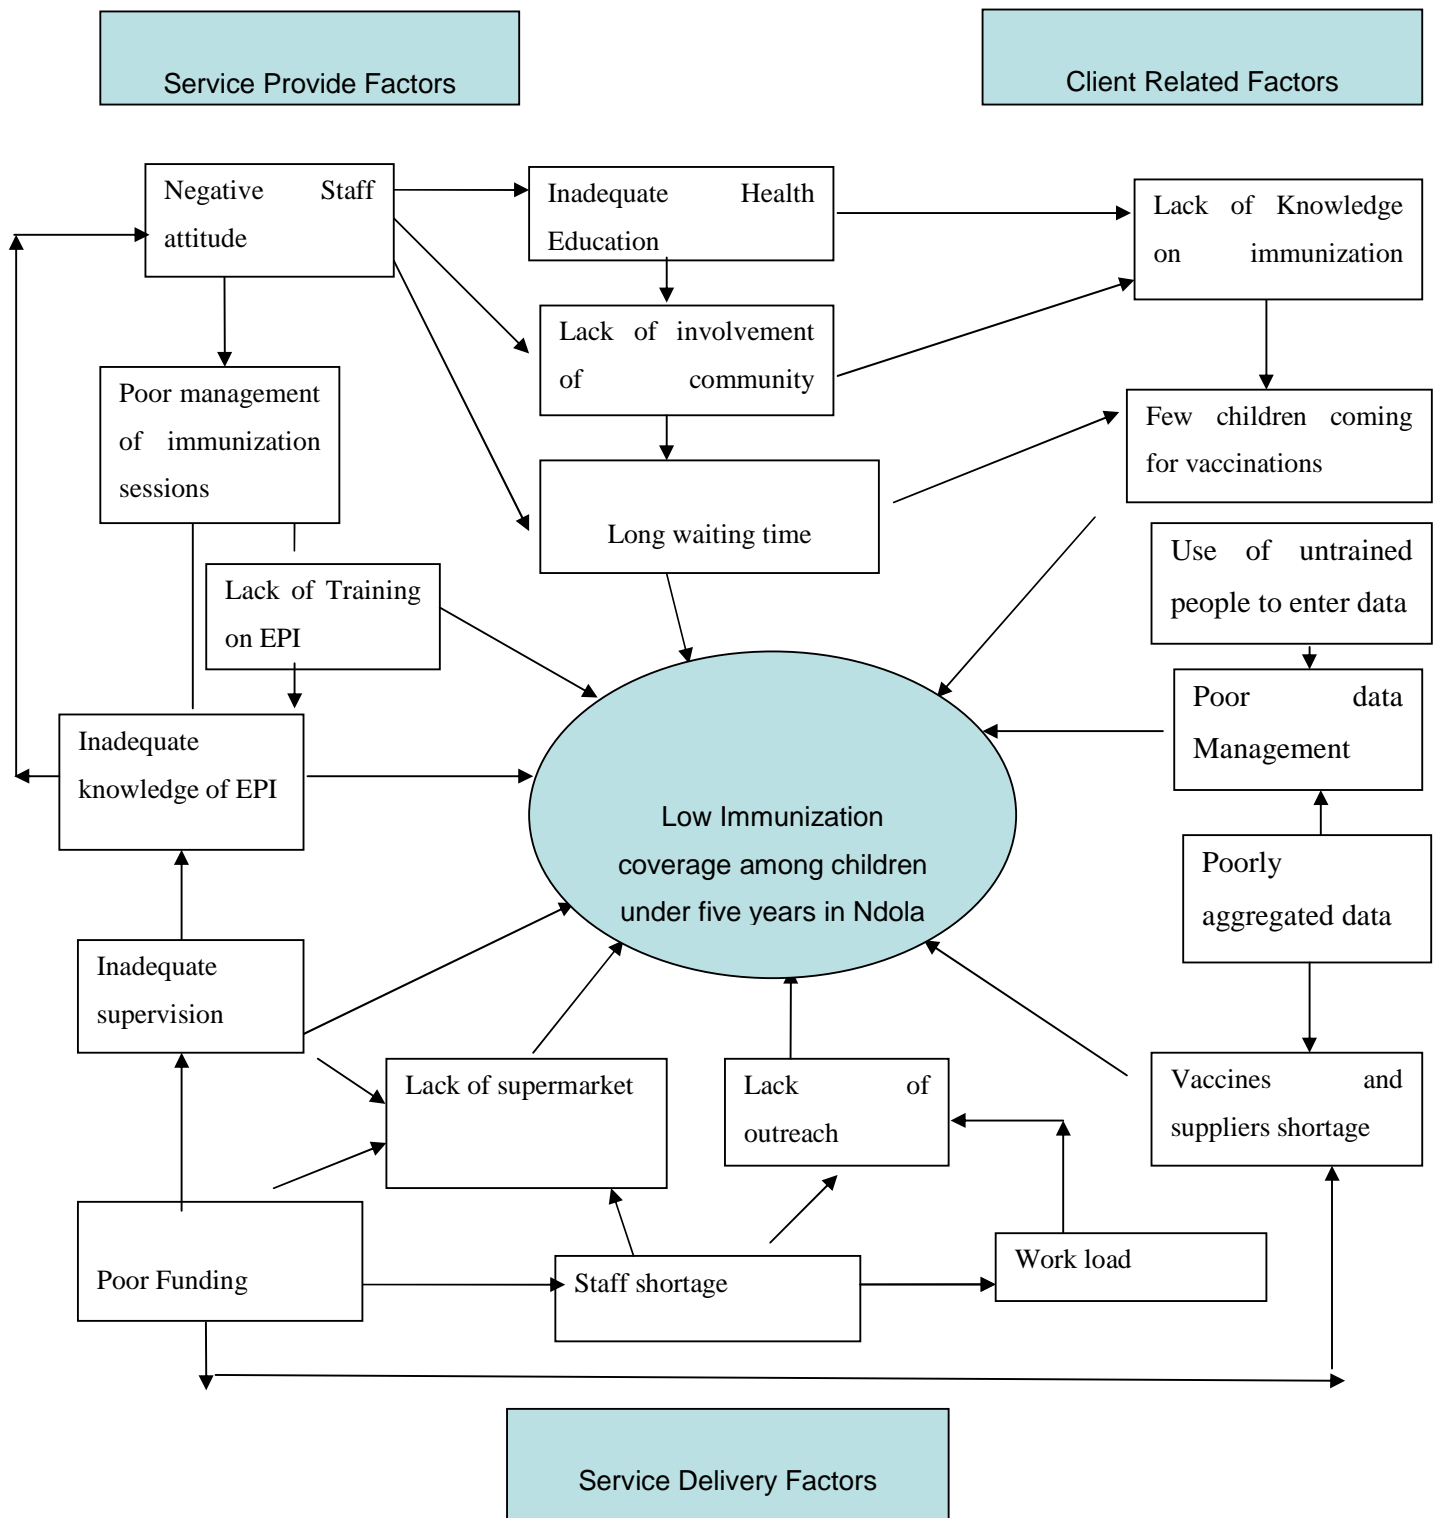 Service Provide Factors
Client Related Factors
Negative Staff
attitude
Inadequate Health
Education
Lack of Knowledge
on immunization
Lack of involvement
of community
Poor management
of immunization
sessions
Few children coming
for vaccinations
Long waiting time
Use of untrained
people to enter data
Lack of Training
on EPI
Poor data
Management
Inadequate
knowledge of EPI
Low Immunization
coverage among children
under five years in Ndola
Poorly
aggregated data
Inadequate
supervision
Lack of supermarket
Lack of
outreach
Vaccines and
suppliers shortage
Poor Funding
Staff shortage
Work load
Service Delivery Factors